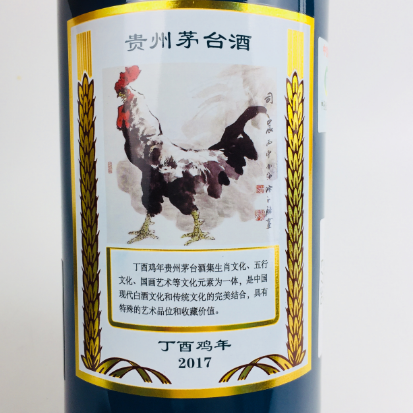 贵州茅台酒
丁酉鸡年贵州茅台酒集生肖文化、五行
文化、国画艺术等文化元素为一体，是中国
现代白酒文化和传统文化的完美结合，具有
特殊的艺术品位和收藏价值。
丁酉鸡年
2017